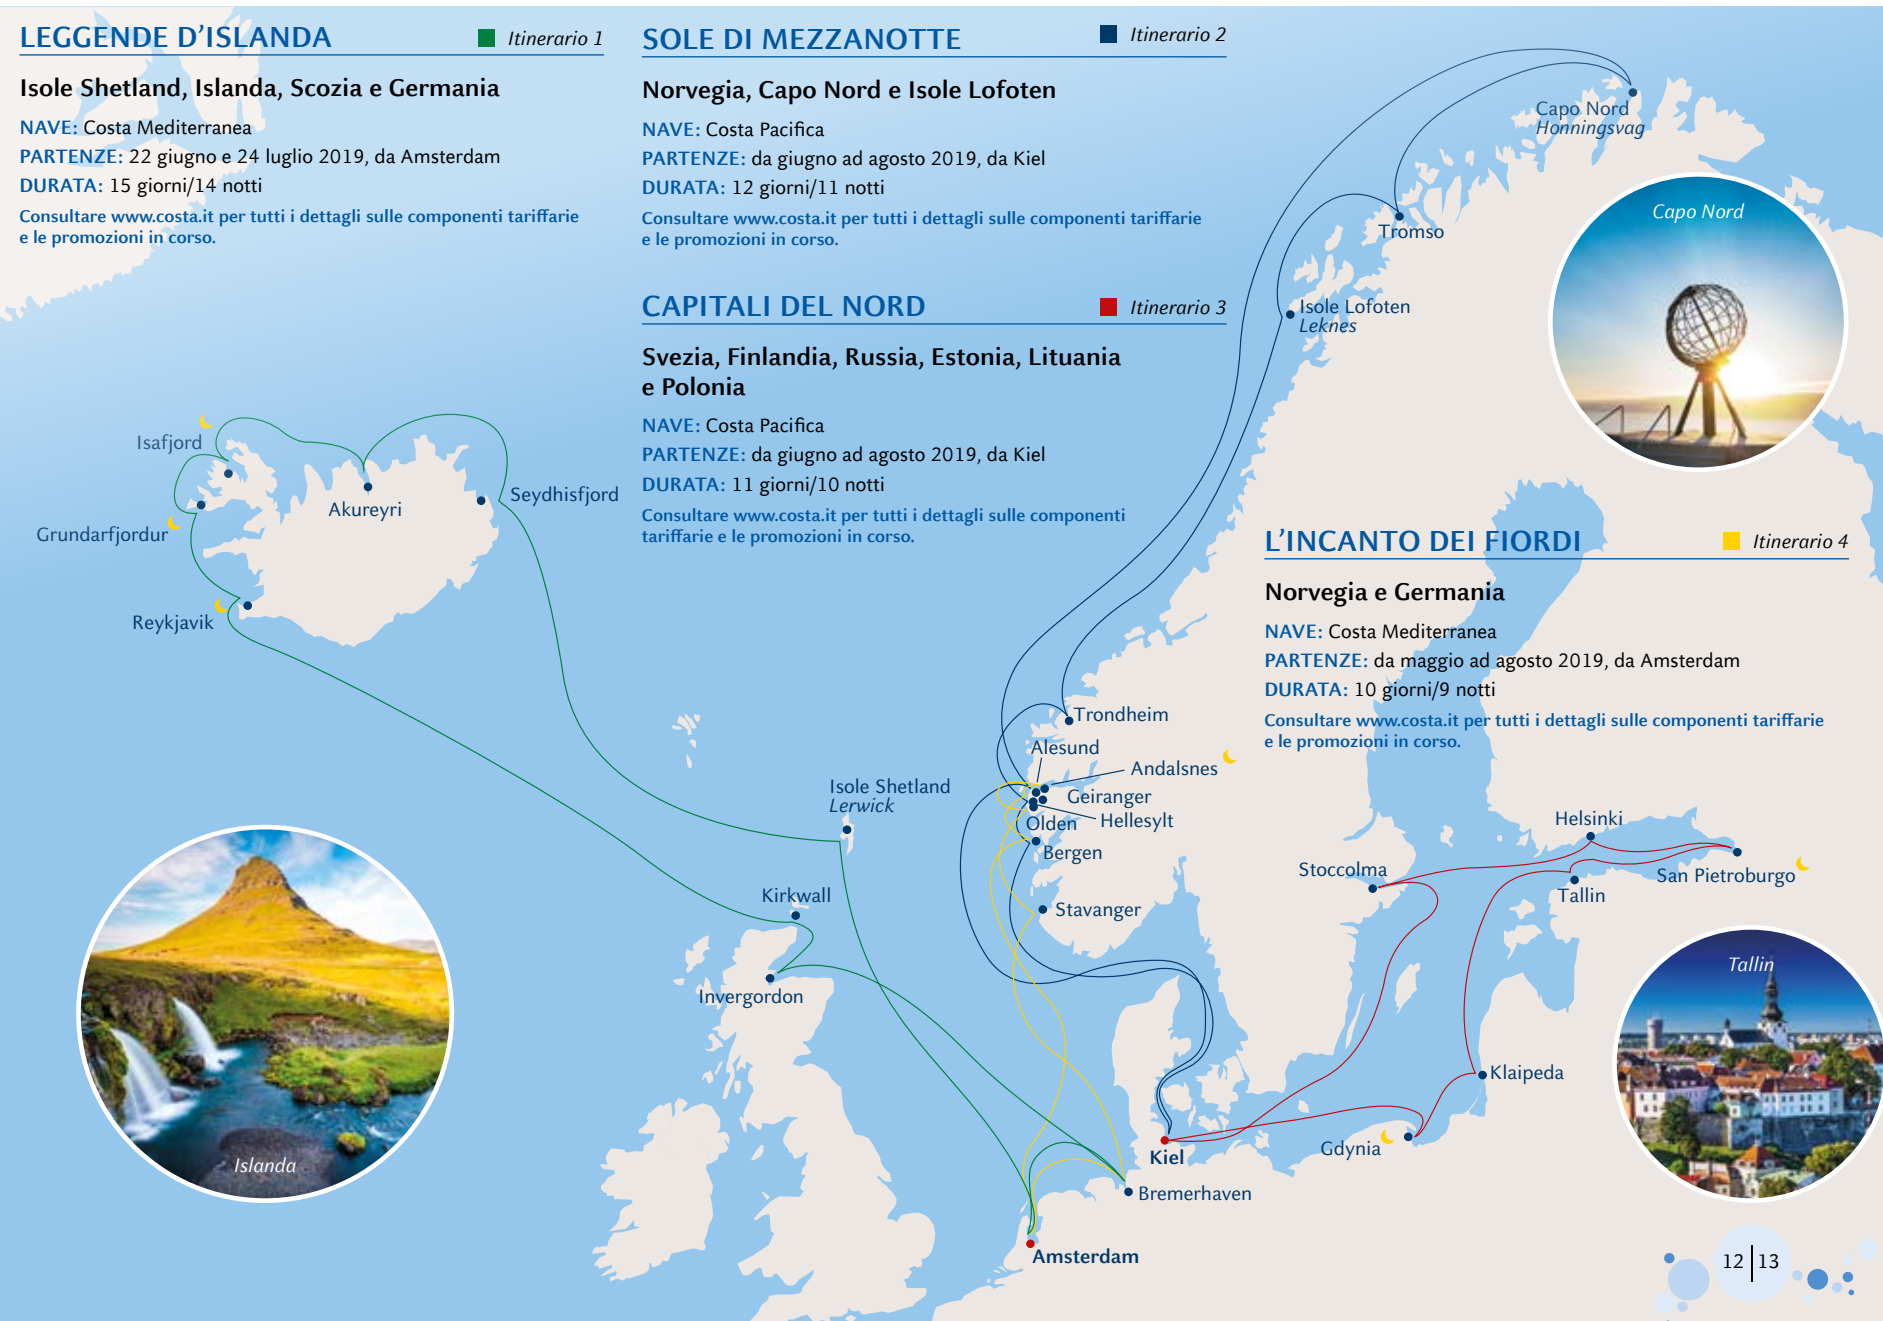 LEGGENDE D'ISLANDA
Itinerario 1
Isole Shetland, Islanda, Scozia e Germania
NAVE: Costa Mediterranea
PARTENZE: 22 giugno e 24 luglio 2019, da Amsterdam
DURATA: 15 giorni/14 notti
Consultare www.costa.it per tutti i dettagli sulle componenti tariffarie
e le promozioni in corso.
SOLE DI MEZZANOTTE
Itinerario 2
Norvegia, Capo Nord e Isole Lofoten
NAVE: Costa Pacifica
PARTENZE: da giugno ad agosto 2019, da Kiel
DURATA: 12 giorni/11 notti
Consultare www.costa.it per tutti i dettagli sulle componenti tariffarie
e le promozioni in corso.
CAPITALI DEL NORD
Itinerario 3
Svezia, Finlandia, Russia, Estonia, Lituania
e Polonia
NAVE: Costa Pacifica
PARTENZE: da giugno ad agosto 2019, da Kiel
DURATA: 11 giorni/10 notti
Consultare www.costa.it per tutti i dettagli sulle componenti
tariffarie e le promozioni in corso.
L'INCANTO DEI FIORDI
Itinerario 4
Norvegia e Germania
NAVE: Costa Mediterranea
PARTENZE: da maggio ad agosto 2019, da Amsterdam
DURATA: 10 giorni/9 notti
Consultare www.costa.it per tutti i dettagli sulle componenti tariffarie
e le promozioni in corso.
Capo Nord
Honningsvag
Capo Nord
Tromso
Isole Lofoten
Leknes
Isafjord
Akureyri
Seydhisfjord
Grundarfjordur
Reykjavik
Trondheim
Alesund
Andalsnes
Geiranger
Hellesylt
Olden
Bergen
Stavanger
Isole Shetland
Lerwick
Kirkwall
Invergordon
Helsinki
Stoccolma
San Pietroburgo
Tallin
Tallin
Klaipeda
Gdynia
Kiel
Bremerhaven
Amsterdam
Islanda
12 | 13